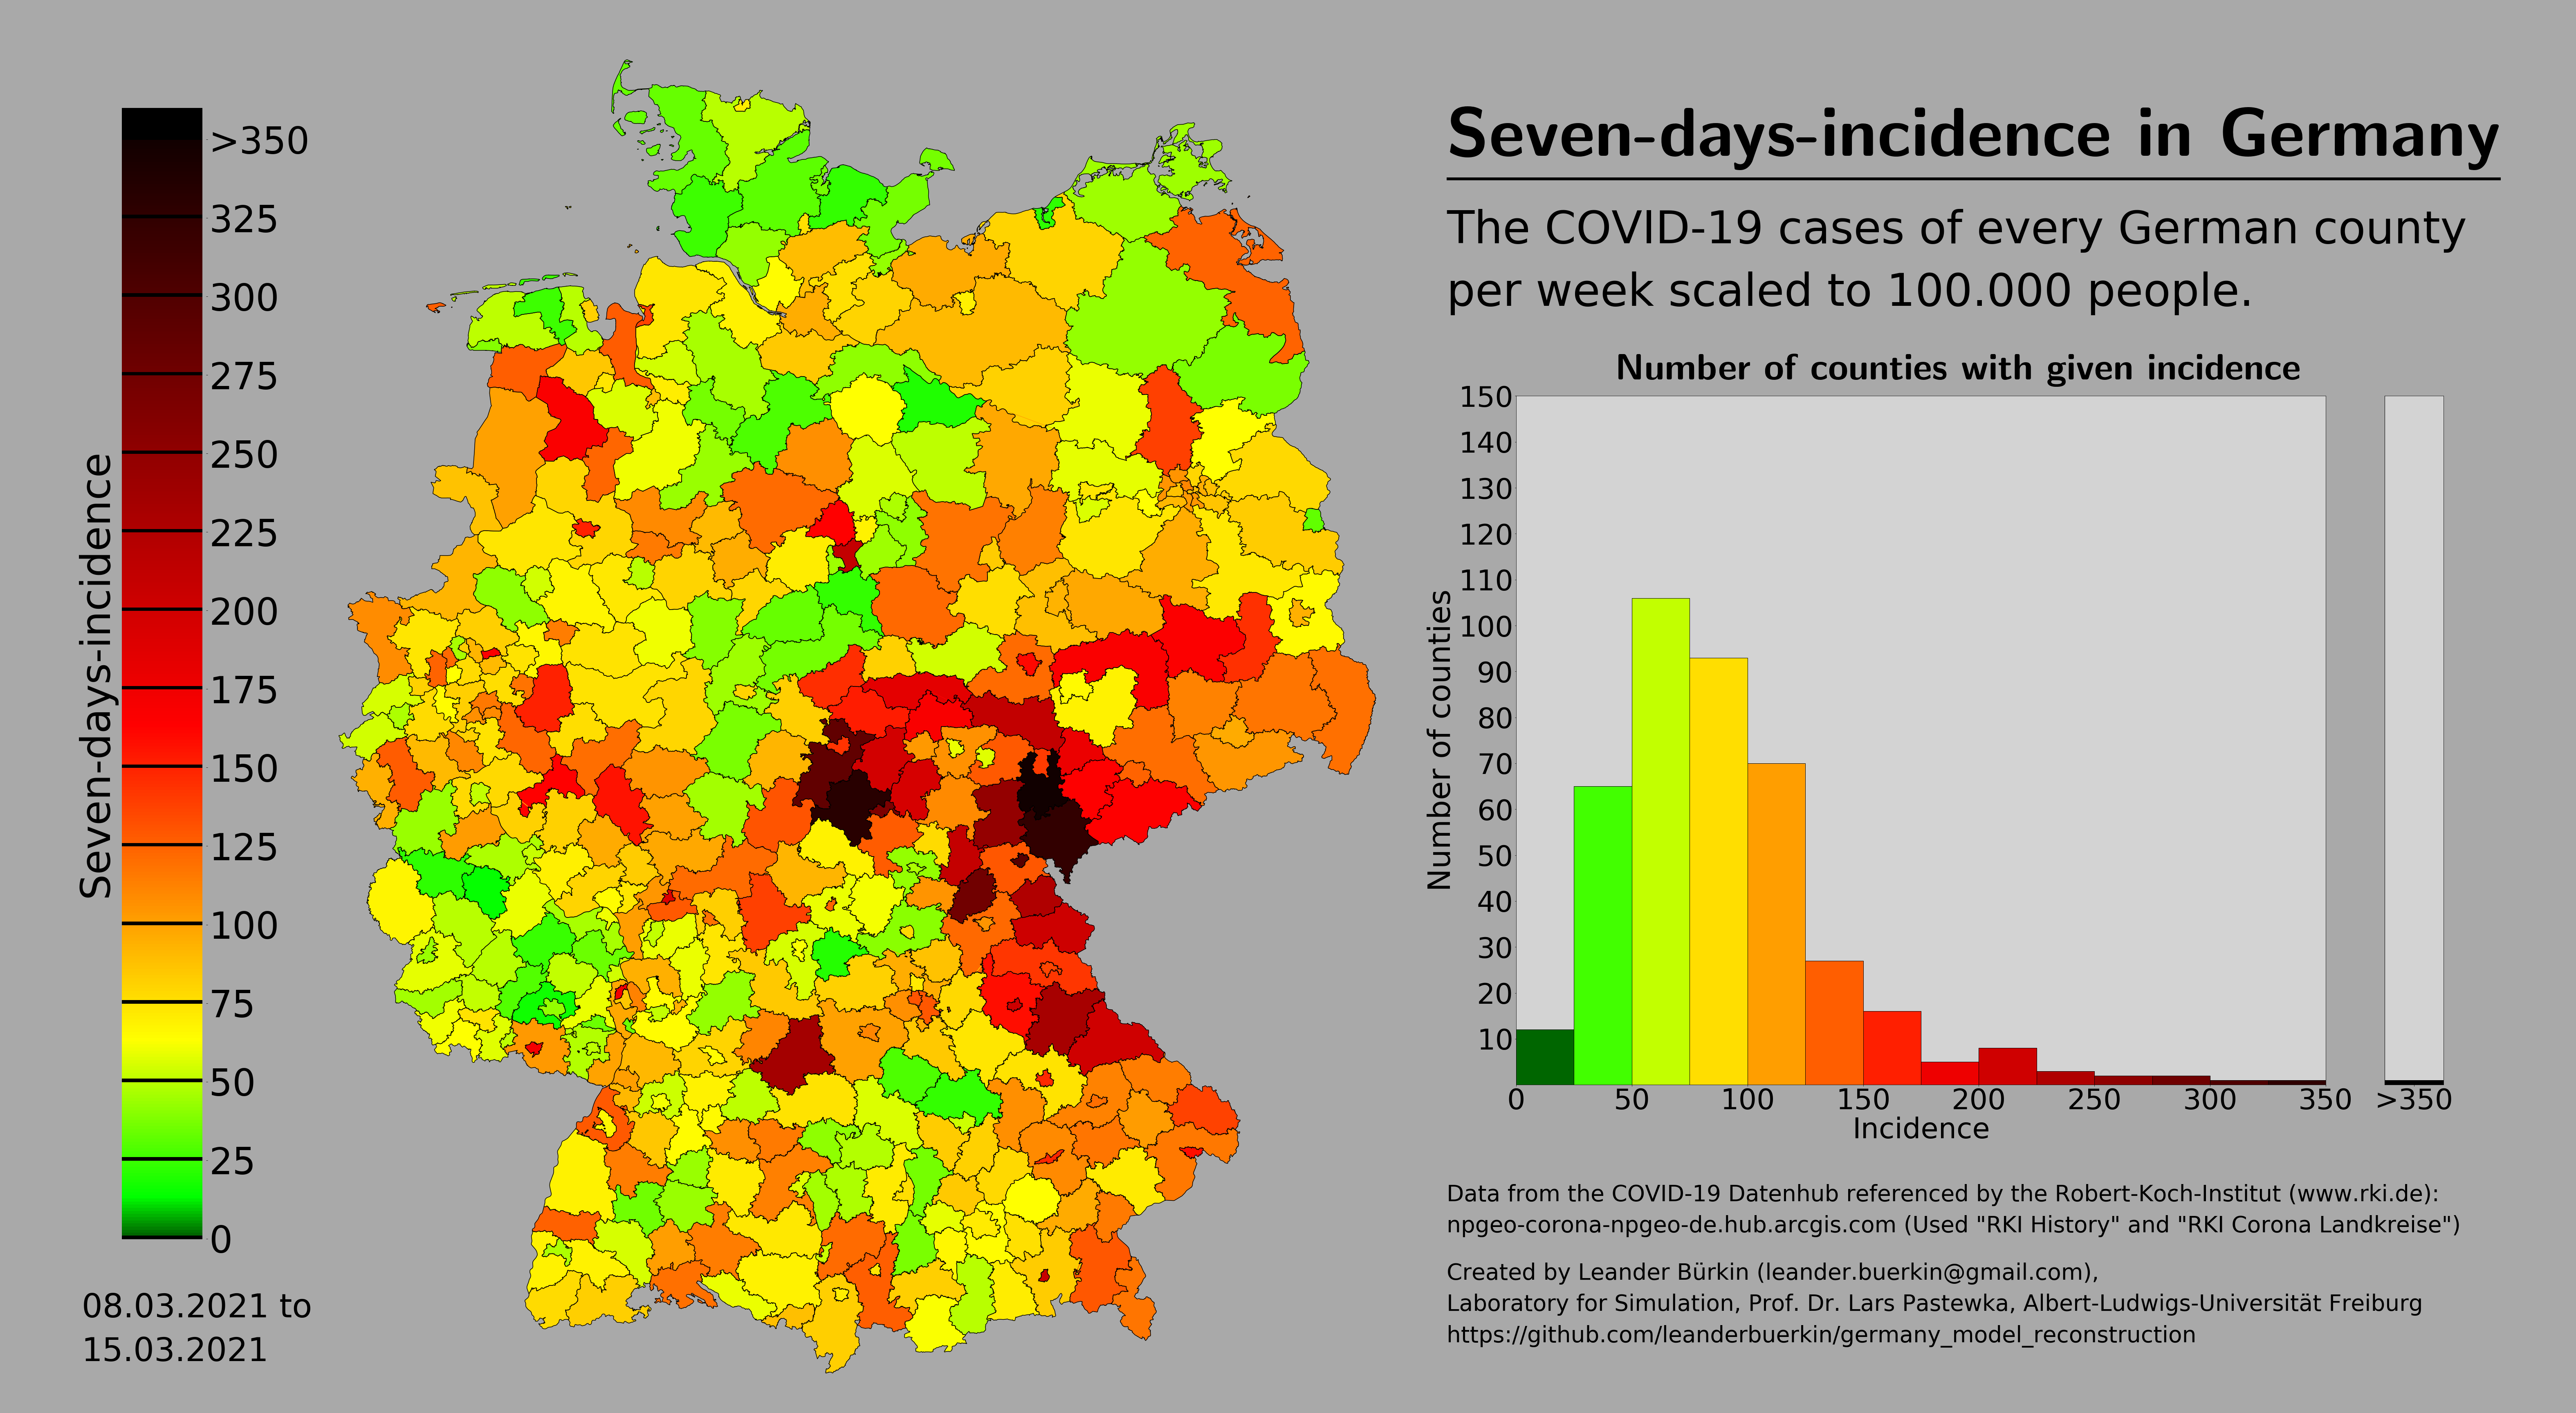 Seven-days-incidence in Germany
The COVID-19 cases of every German county
per week scaled to 100.000 people.
Seven-days-incidence
>350
325
300
275
250
225
200
175
150
125
100
75
50
25
0
08.03.2021 to
15.03.2021
Number of counties with given incidence
Number of counties
150
140
130
120
110
100
90
80
70
60
50
40
30
20
10
0 50 100 150 200 250 300 350 >350
Incidence
Data from the COVID-19 Datenhub referenced by the Robert-Koch-Institut (www.rki.de):
npgeo-corona-npgeo-de.hub.arcgis.com (Used "RKI History" and "RKI Corona Landkreise")
Created by Leander Bürkin (leander.buerkin@gmail.com),
Laboratory for Simulation, Prof. Dr. Lars Pastewka, Albert-Ludwigs-Universität Freiburg
https://github.com/leanderbuerkin/germany_model_reconstruction